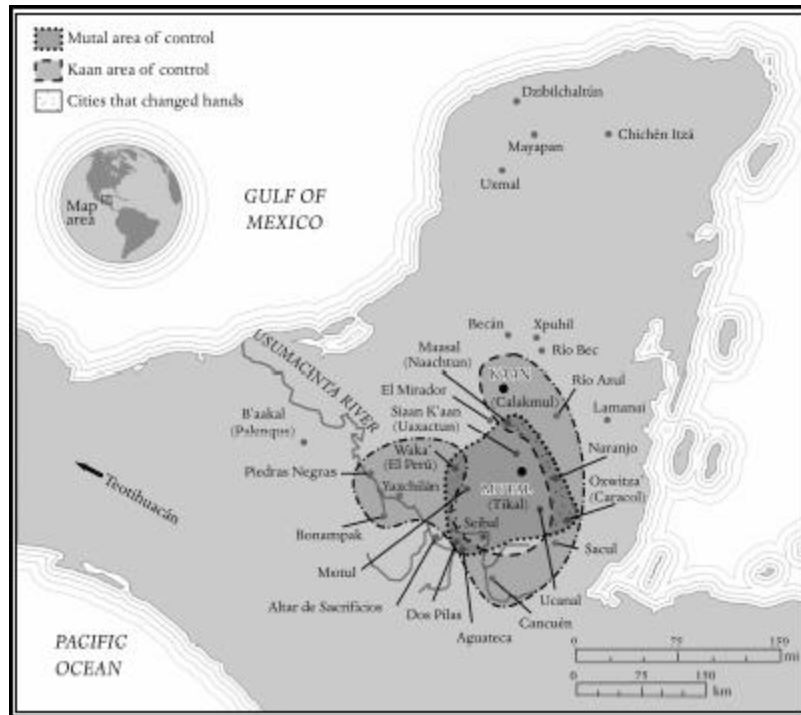 Mutal area of control
Kaan area of control
Cities that changed hands
Map
area
GULF OF
MEXICO
Dzibilchaltún
Mayapan
Chichén Itzá
Uxmal
USUMACINTA RIVER
Becán
Xpuhil
Río Bec
Maasal
(Naachtun)
KAAN
(Calakmul)
Río Azul
El Mirador
Lamanai
Siaan K'aan
(Uaxactun)
B'aakal
(Palenque)
Waka'
(El Perú)
Naranjo
Piedras Negras
Yaxchilán
MUTAL
(Tikal)
Oxwitza'
(Caracol)
Teotihuacán
Bonampak
Seibal
Sacul
Motul
Altar de Sacrificios
Dos Pilas
Ucanal
Cancuén
Aguateca
PACIFIC
OCEAN
0 75 150
mi
0 75 150
km